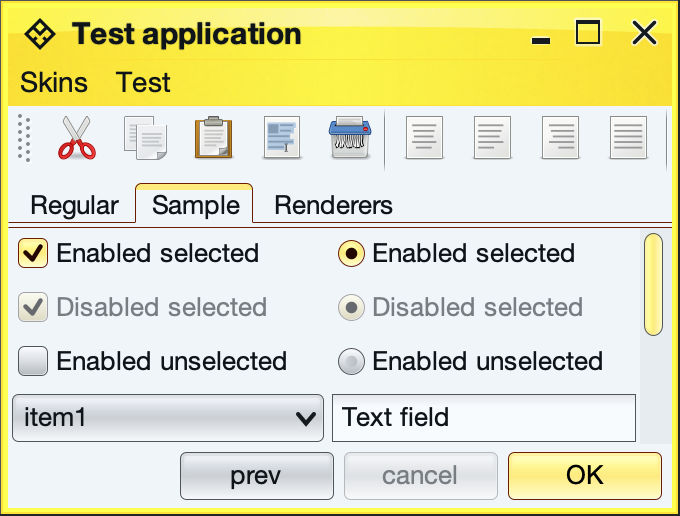 Test application
Skins Test
Regular Sample Renderers
Enabled selected Enabled selected
Disabled selected Disabled selected
Enabled unselected Enabled unselected
item1 Text field
prev cancel OK